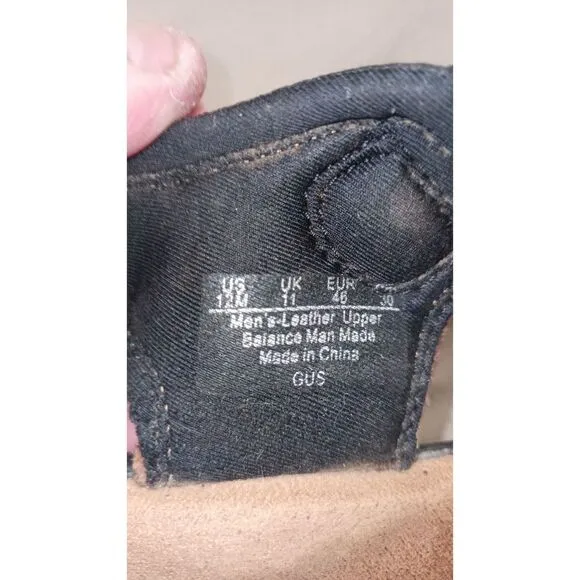 US UK EUR
12M 11 46 30
Men's-Leather Upper
Balance Man Made
Made in China
GUS